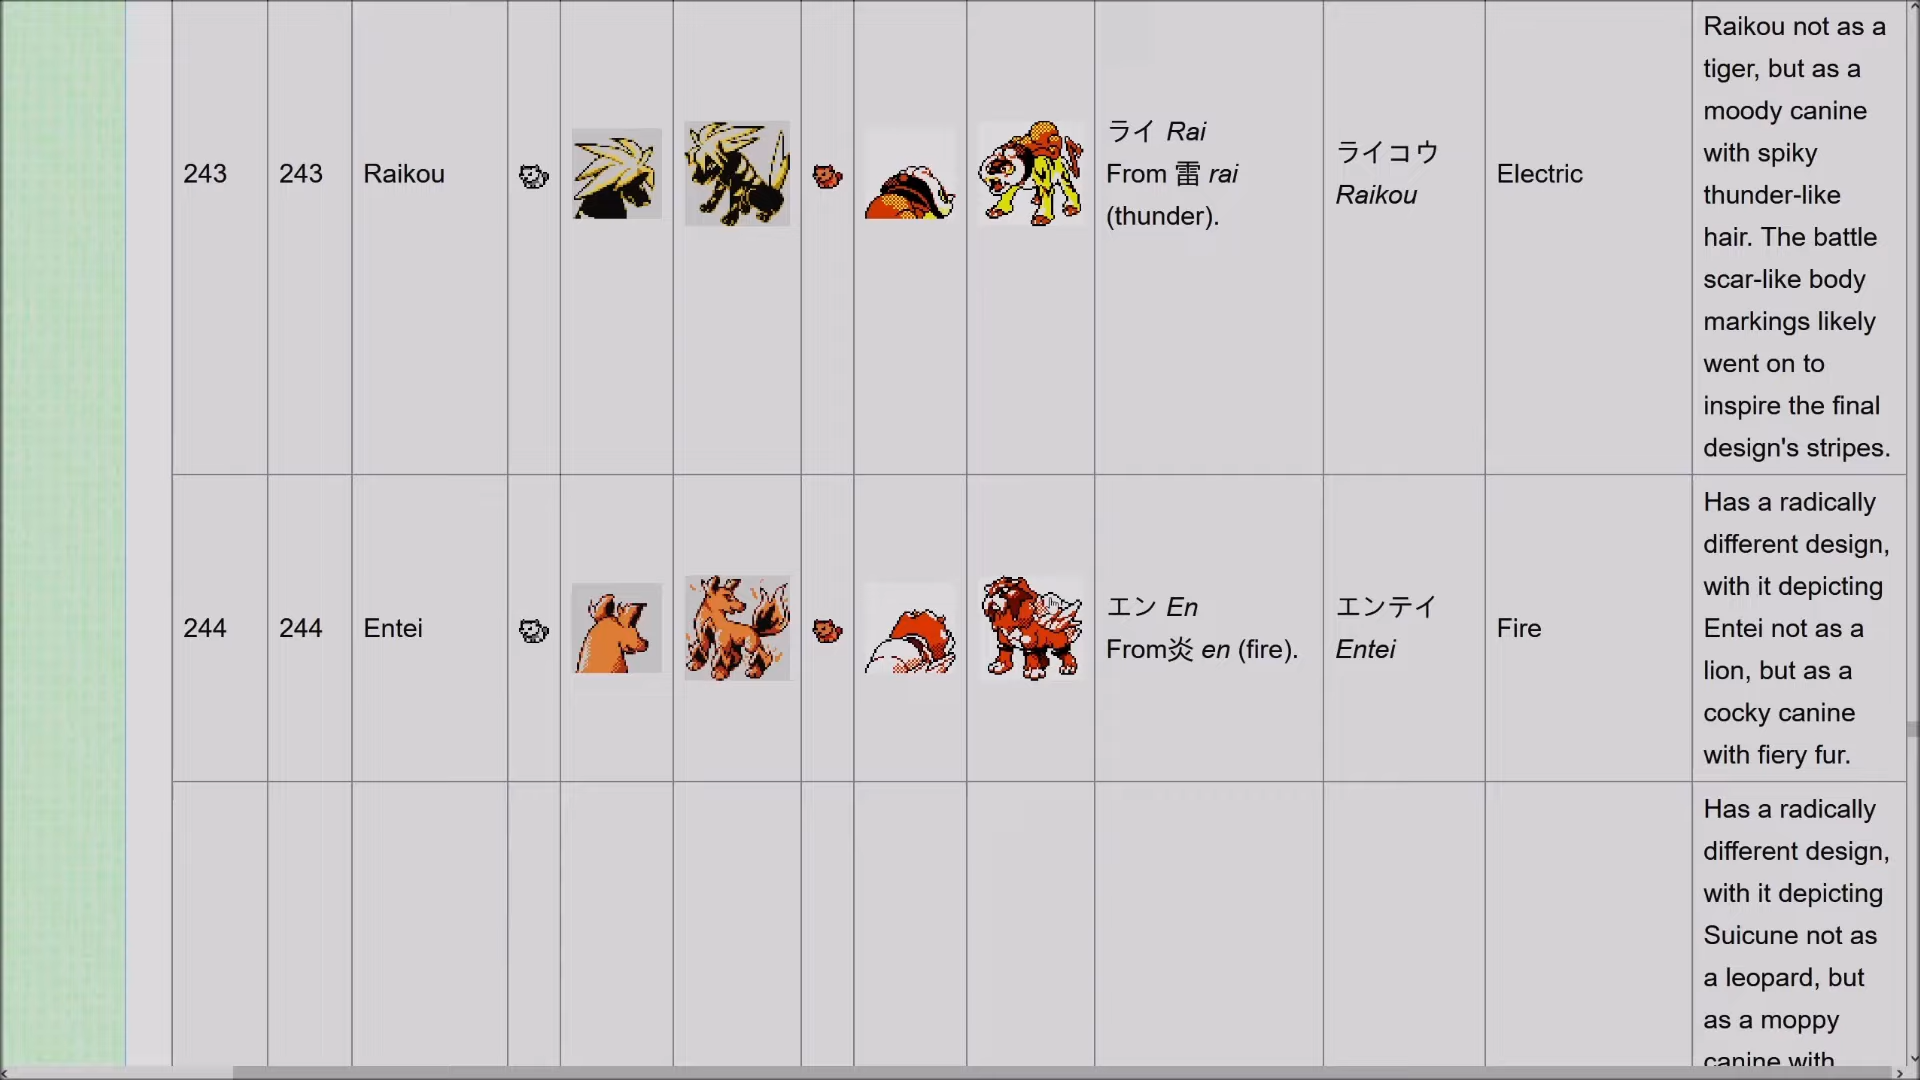 Raikou not as a
tiger, but as a
moody canine
with spiky
thunder-like
hair. The battle
scar-like body
markings likely
went on to
inspire the final
design's stripes.
243
243
Raikou
ライ Rai
From 雷 rai
(thunder).
ライコウ
Raikou
Electric
244
244
Entei
エン En
From炎 en (fire).
エンテイ
Entei
Fire
Has a radically
different design,
with it depicting
Entei not as a
lion, but as a
cocky canine
with fiery fur.
Has a radically
different design,
with it depicting
Suicune not as
a leopard, but
as a moppy
canine with